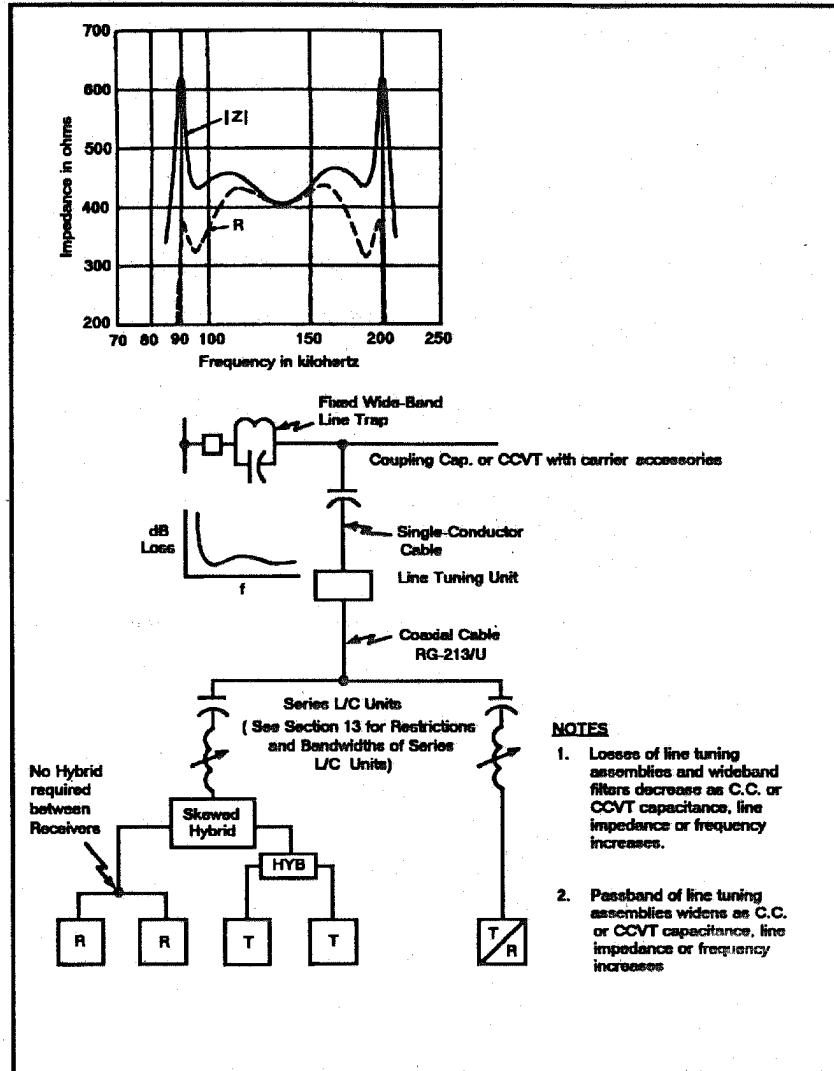 700
600
500
400
300
200
Impedance in ohms
|Z|
R
70 80 90 100 150 200 250
Frequency in kilohertz
Fixed Wide-Band
Line Trap
Coupling Cap. or CCVT with carrier accessories
dB
Loss
f
Single-Conductor
Cable
Line Tuning Unit
Coaxial Cable
RG-213/U
Series L/C Units
( See Section 13 for Restrictions
and Bandwidths of Series
L/C Units)
No Hybrid
required
between
Receivers
Skewed
Hybrid
HYB
R
R
T
T
T
R
NOTES
1. Losses of line tuning
assemblies and wideband
filters decrease as C.C. or
CCVT capacitance, line
impedance or frequency
increases.
2. Passband of line tuning
assemblies widens as C.C.
or CCVT capacitance, line
impedance or frequency
increases